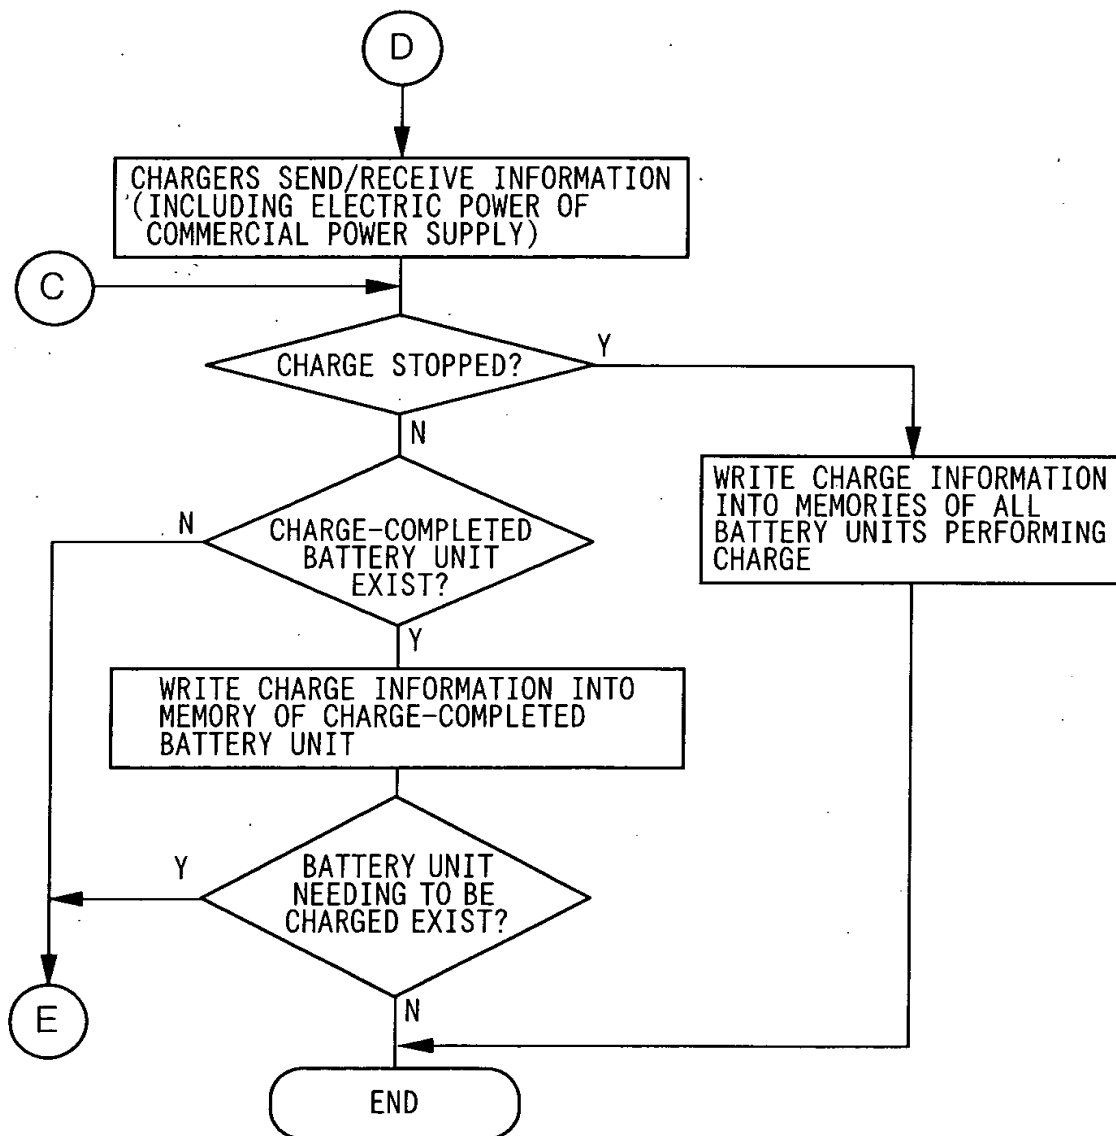 D
CHARGERS SEND/RECEIVE INFORMATION
(INCLUDING ELECTRIC POWER OF
COMMERCIAL POWER SUPPLY)
C
CHARGE STOPPED?
Y
N
WRITE CHARGE INFORMATION
INTO MEMORIES OF ALL
BATTERY UNITS PERFORMING
CHARGE
N
CHARGE-COMPLETED
BATTERY UNIT
EXIST?
Y
WRITE CHARGE INFORMATION INTO
MEMORY OF CHARGE-COMPLETED
BATTERY UNIT
Y
BATTERY UNIT
NEEDING TO BE
CHARGED EXIST?
E
N
END